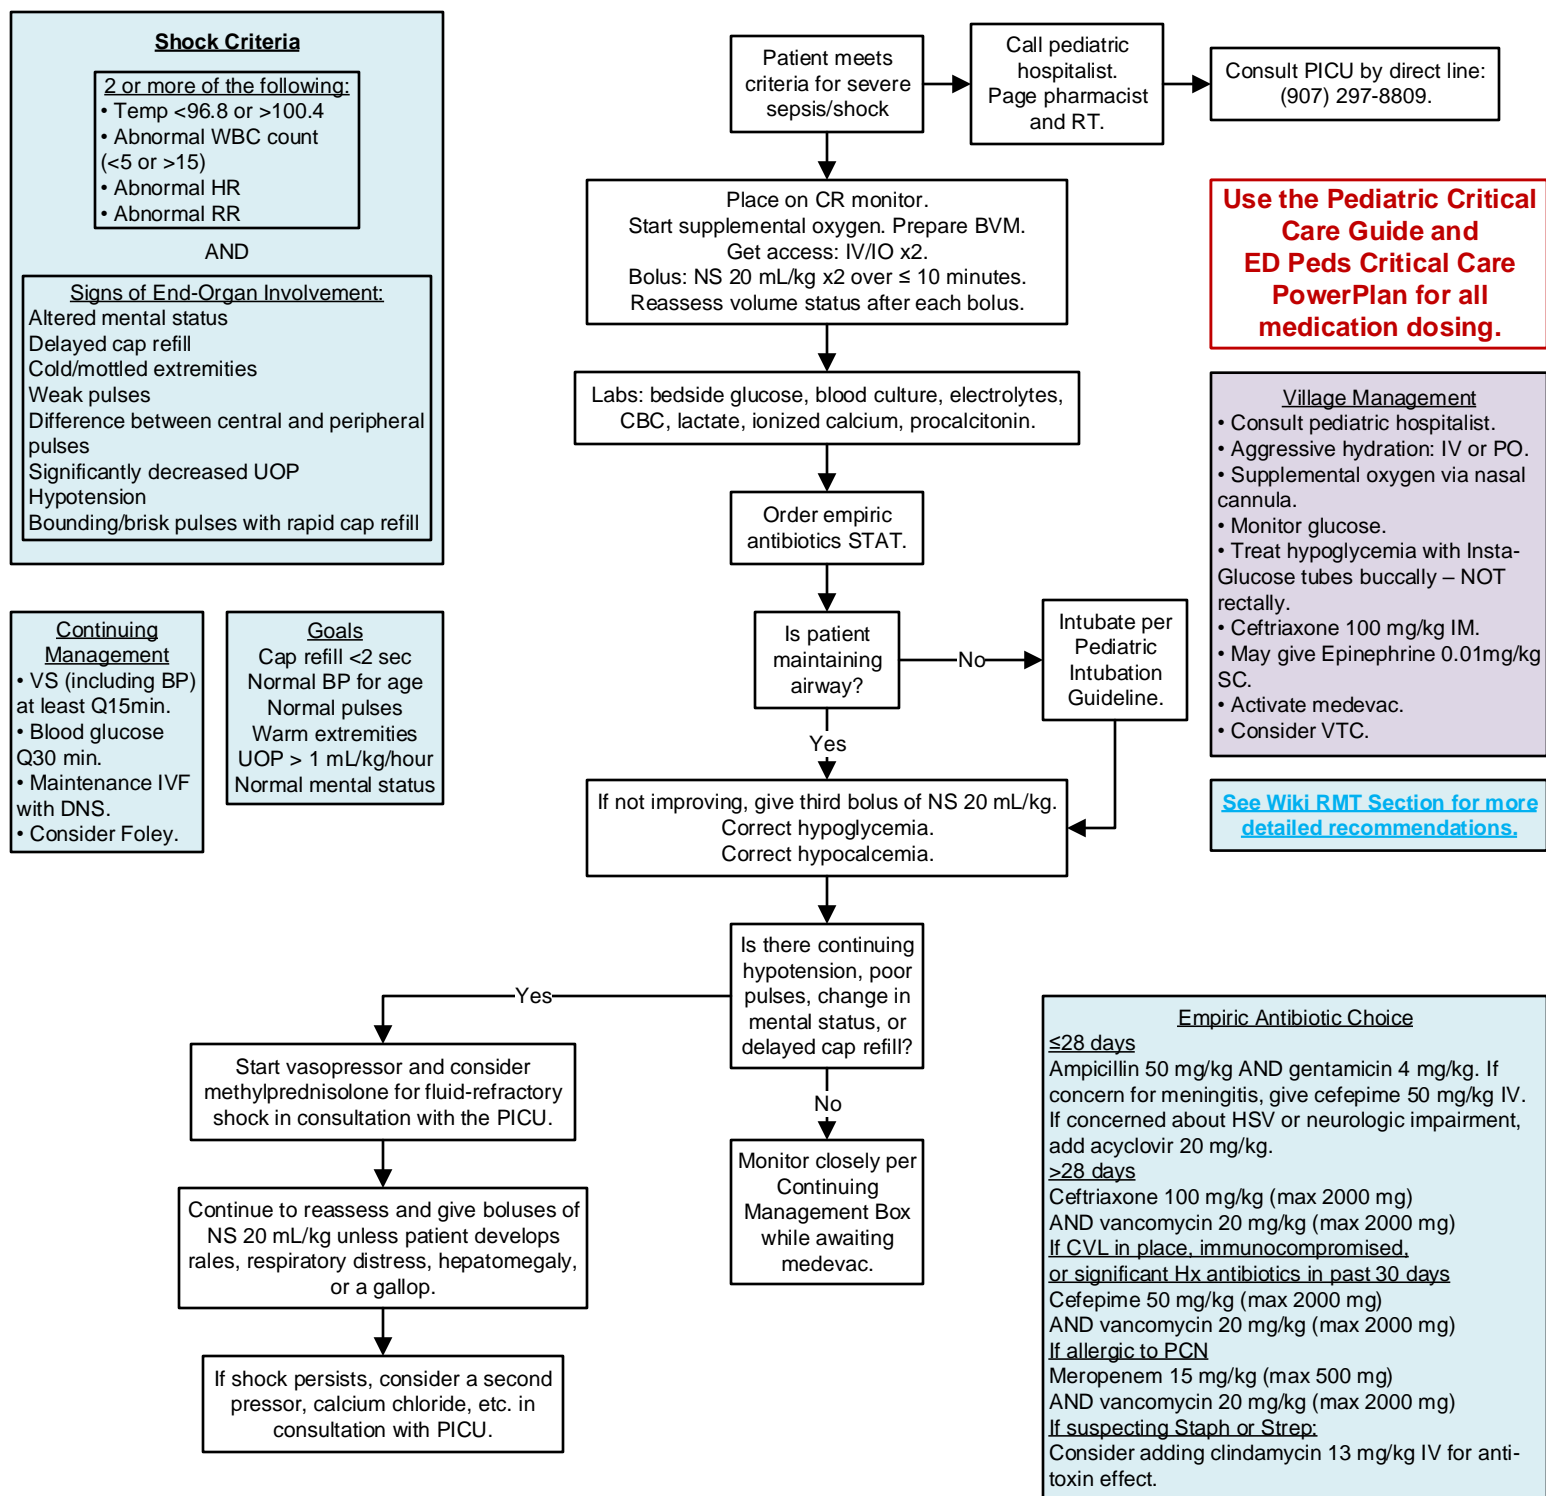 Shock Criteria
2 or more of the following:
• Temp <96.8 or >100.4
• Abnormal WBC count
(<5 or >15)
• Abnormal HR
• Abnormal RR
AND
Signs of End-Organ Involvement:
Altered mental status
Delayed cap refill
Cold/mottled extremities
Weak pulses
Difference between central and peripheral
pulses
Significantly decreased UOP
Hypotension
Bounding/brisk pulses with rapid cap refill
Continuing
Management
• VS (including BP)
at least Q15min.
• Blood glucose
Q30 min.
• Maintenance IVF
with DNS.
• Consider Foley.
Goals
Cap refill <2 sec
Normal BP for age
Normal pulses
Warm extremities
UOP > 1 mL/kg/hour
Normal mental status
Patient meets
criteria for severe
sepsis/shock
Call pediatric
hospitalist.
Page pharmacist
and RT.
Consult PICU by direct line:
(907) 297-8809.
Place on CR monitor.
Start supplemental oxygen. Prepare BVM.
Get access: IV/IO x2.
Bolus: NS 20 mL/kg x2 over ≤ 10 minutes.
Reassess volume status after each bolus.
Labs: bedside glucose, blood culture, electrolytes,
CBC, lactate, ionized calcium, procalcitonin.
Order empiric
antibiotics STAT.
Is patient
maintaining
airway?
No
Intubate per
Pediatric
Intubation
Guideline.
Yes
If not improving, give third bolus of NS 20 mL/kg.
Correct hypoglycemia.
Correct hypocalcemia.
Is there continuing
hypotension, poor
pulses, change in
mental status, or
delayed cap refill?
Yes
Start vasopressor and consider
methylprednisolone for fluid-refractory
shock in consultation with the PICU.
Continue to reassess and give boluses of
NS 20 mL/kg unless patient develops
rales, respiratory distress, hepatomegaly,
or a gallop.
If shock persists, consider a second
pressor, calcium chloride, etc. in
consultation with PICU.
No
Monitor closely per
Continuing
Management Box
while awaiting
medevac.
Use the Pediatric Critical
Care Guide and
ED Peds Critical Care
PowerPlan for all
medication dosing.
Village Management
• Consult pediatric hospitalist.
• Aggressive hydration: IV or PO.
• Supplemental oxygen via nasal
cannula.
• Monitor glucose.
• Treat hypoglycemia with Insta-
Glucose tubes buccally – NOT
rectally.
• Ceftriaxone 100 mg/kg IM.
• May give Epinephrine 0.01mg/kg
SC.
• Activate medevac.
• Consider VTC.
See Wiki RMT Section for more
detailed recommendations.
Empiric Antibiotic Choice
≤28 days
Ampicillin 50 mg/kg AND gentamicin 4 mg/kg. If
concern for meningitis, give cefepime 50 mg/kg IV.
If concerned about HSV or neurologic impairment,
add acyclovir 20 mg/kg.
>28 days
Ceftriaxone 100 mg/kg (max 2000 mg)
AND vancomycin 20 mg/kg (max 2000 mg)
If CVL in place, immunocompromised,
or significant Hx antibiotics in past 30 days
Cefepime 50 mg/kg (max 2000 mg)
AND vancomycin 20 mg/kg (max 2000 mg)
If allergic to PCN
Meropenem 15 mg/kg (max 500 mg)
AND vancomycin 20 mg/kg (max 2000 mg)
If suspecting Staph or Strep:
Consider adding clindamycin 13 mg/kg IV for anti-
toxin effect.